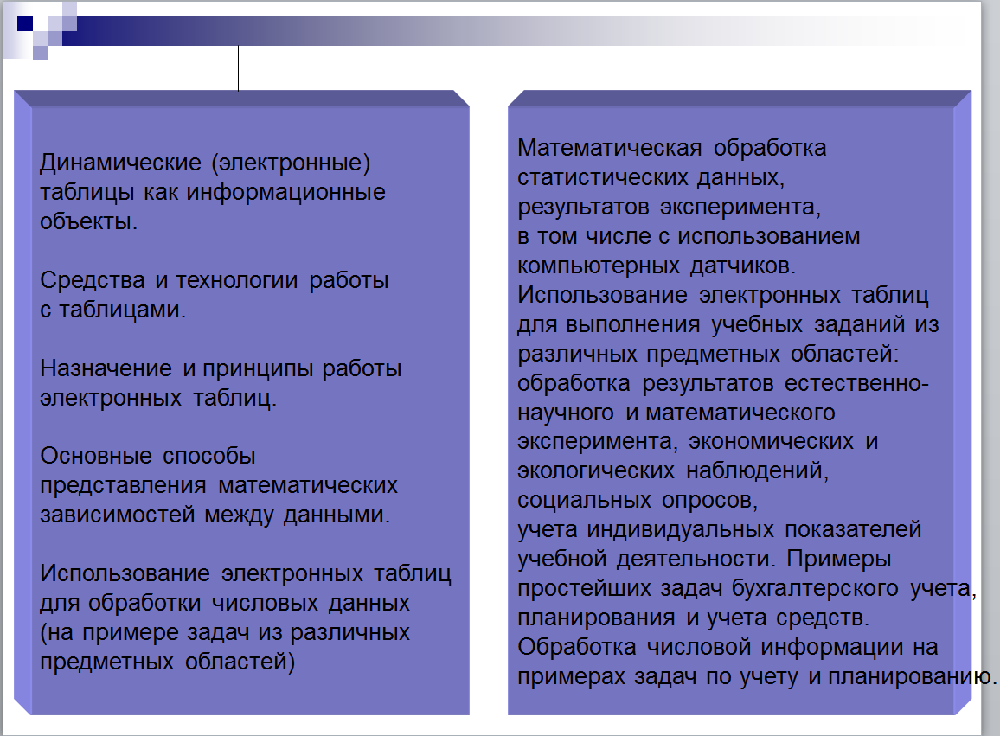 Динамические (электронные)
таблицы как информационные
объекты.
Средства и технологии работы
с таблицами.
Назначение и принципы работы
электронных таблиц.
Основные способы
представления математических
зависимостей между данными.
Использование электронных таблиц
для обработки числовых данных
(на примере задач из различных
предметных областей)
Математическая обработка
статистических данных,
результатов эксперимента,
в том числе с использованием
компьютерных датчиков.
Использование электронных таблиц
для выполнения учебных заданий из
различных предметных областей:
обработка результатов естественно-
научного и математического
эксперимента, экономических и
экологических наблюдений,
социальных опросов,
учета индивидуальных показателей
учебной деятельности. Примеры
простейших задач бухгалтерского учета,
планирования и учета средств.
Обработка числовой информации на
примерах задач по учету и планированию.